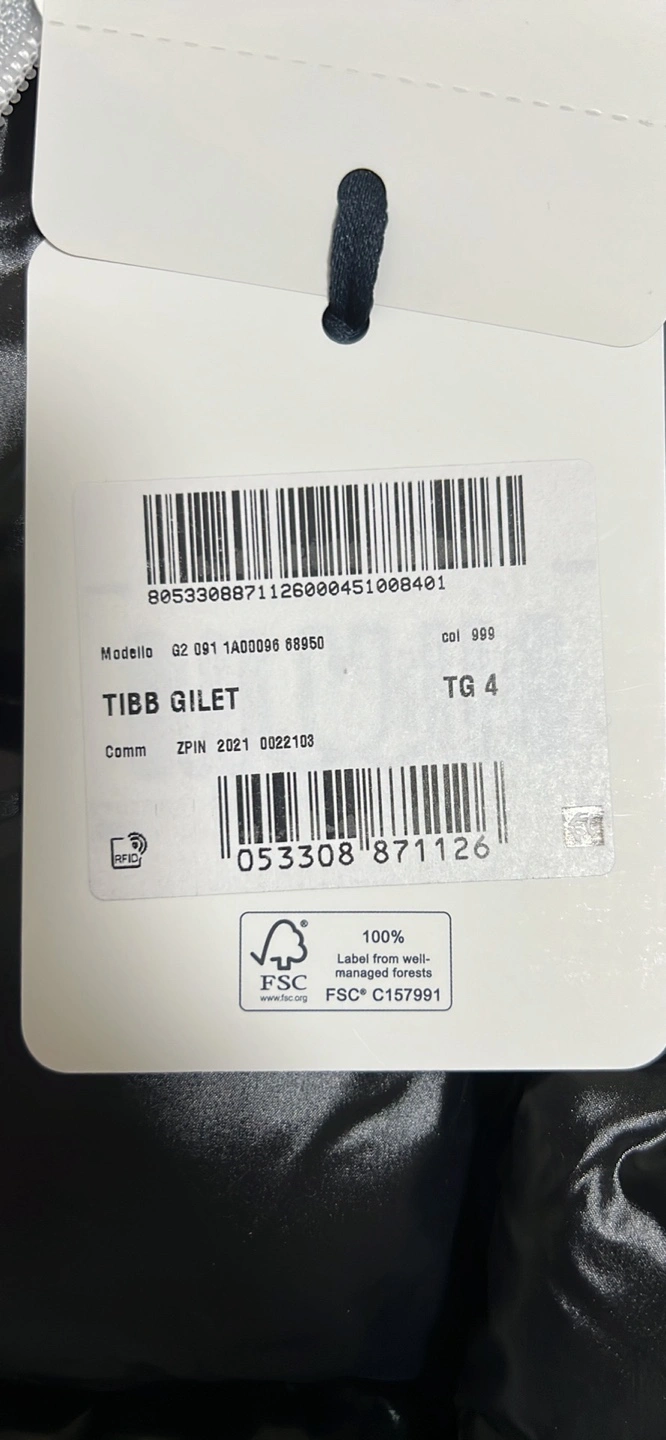 8053308871126000451008401
Modello G2 091 1A00096 68950 col 999
TIBB GILET TG 4
Comm ZPIN 2021 0022103
RFID
053308 871126
FSC®
www.fsc.org
100%
Label from well-
managed forests
FSC® C157991